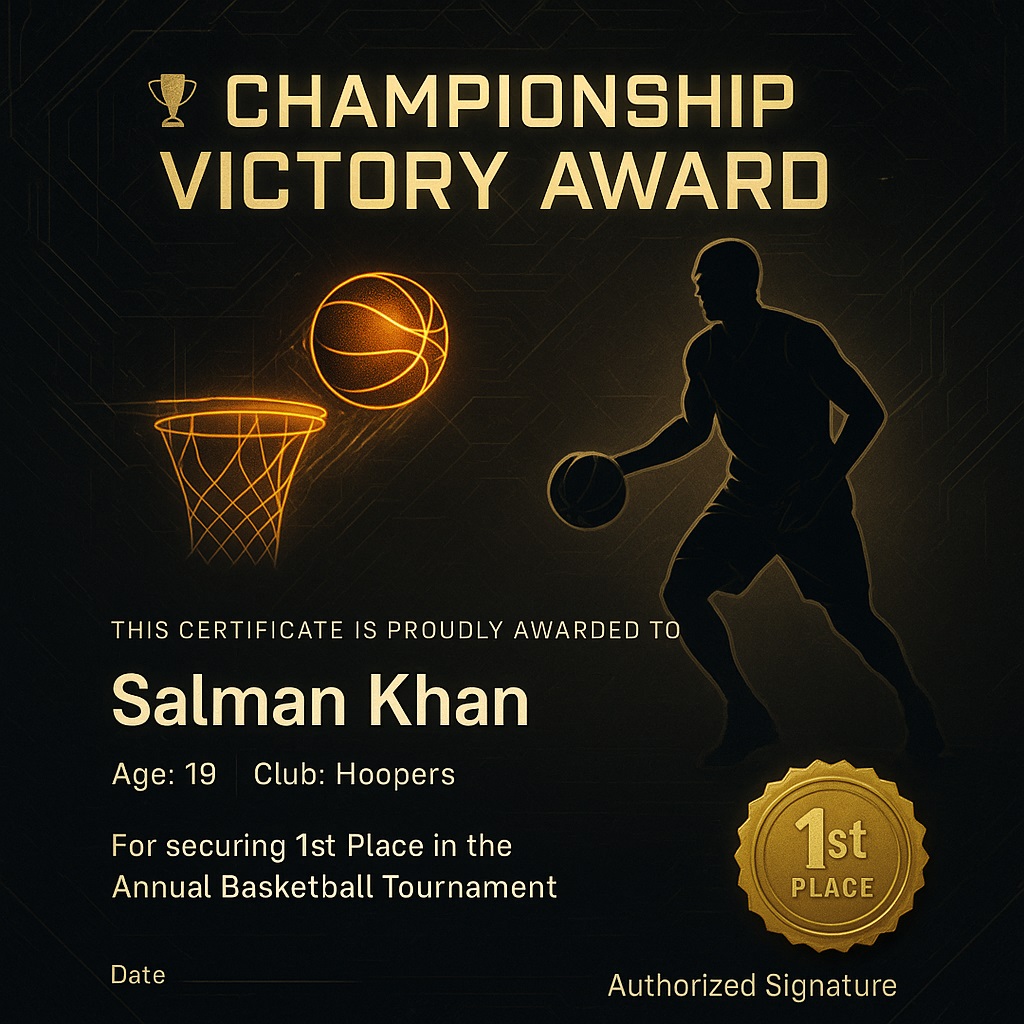 CHAMPIONSHIP
VICTORY AWARD
THIS CERTIFICATE IS PROUDLY AWARDED TO
Salman Khan
Age: 19 Club: Hoopers
For securing 1st Place in the
Annual Basketball Tournament
1st
PLACE
Date
Authorized Signature